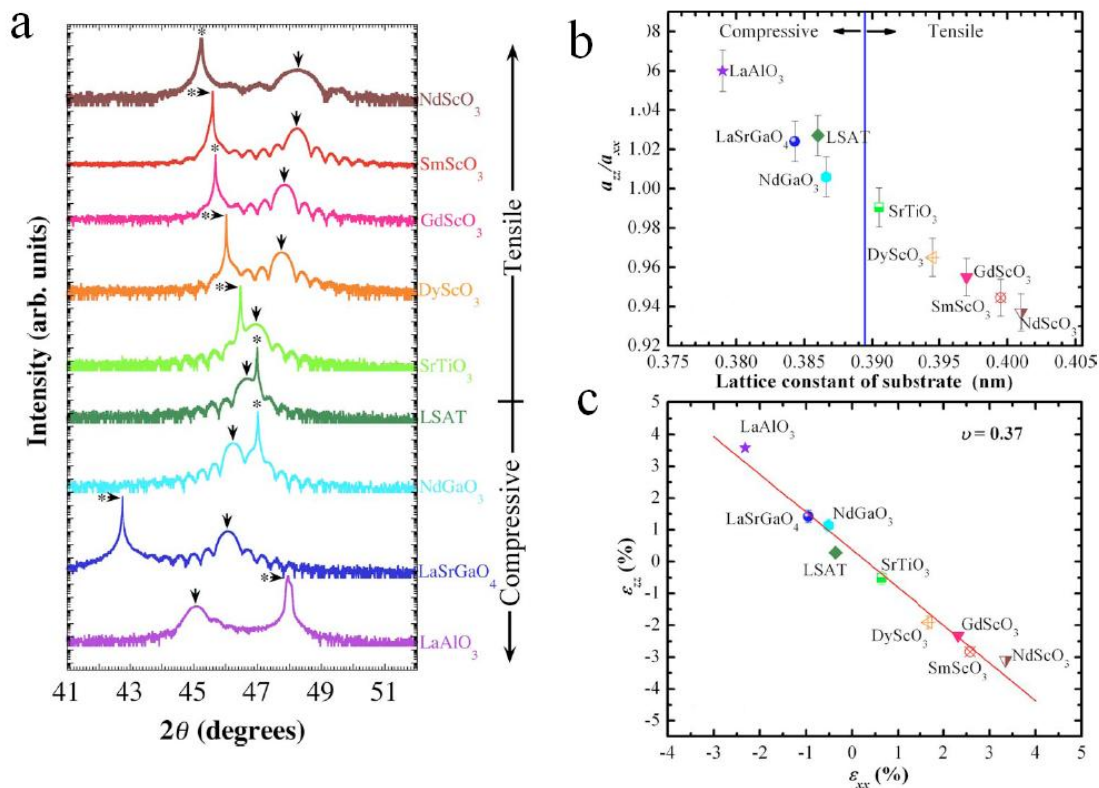 a
Intensity (arb. units)
*
NdScO3
*
SmScO3
*
GdScO3
*
DyScO3
*
SrTiO3
*
LSAT
*
NdGaO3
*
LaSrGaO4
*
LaAlO3
Tensile
Compressive
41 43 45 47 49 51
2θ (degrees)
b
Compressive
Tensile
azz/axx
8
6
1.04
1.02
1.00
0.98
0.96
0.94
0.92
LaAlO3
LaSrGaO4
LSAT
NdGaO3
SrTiO3
DyScO3
GdScO3
SmScO3
NdScO3
0.375 0.380 0.385 0.390 0.395 0.400 0.405
Lattice constant of substrate (nm)
c
υ = 0.37
εzz (%)
5
4
3
2
1
0
-1
-2
-3
-4
-5
LaAlO3
LaSrGaO4
NdGaO3
LSAT
SrTiO3
DyScO3
GdScO3
SmScO3
NdScO3
-4 -3 -2 -1 0 1 2 3 4 5
εxx (%)